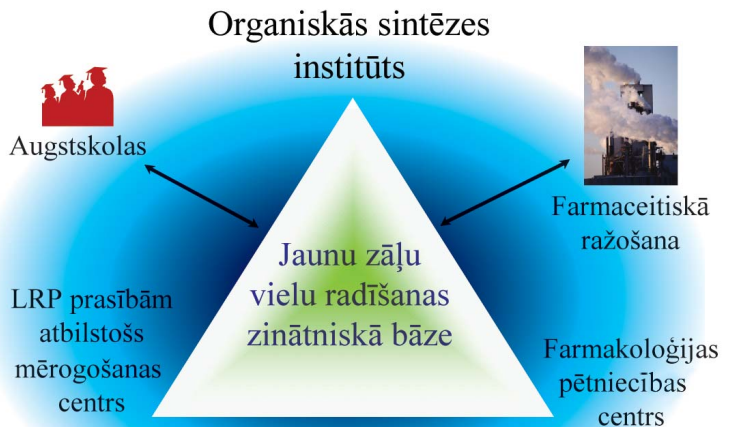 Organiskās sintēzes
institūts
Augstskolas
Farmaceitiskā
ražošana
Jaunu zāļu
vielu radīšanas
zinātniskā bāze
LRP prasībām
atbilstošs
mērogošanas
centrs
Farmakoloģijas
pētniecības
centrs